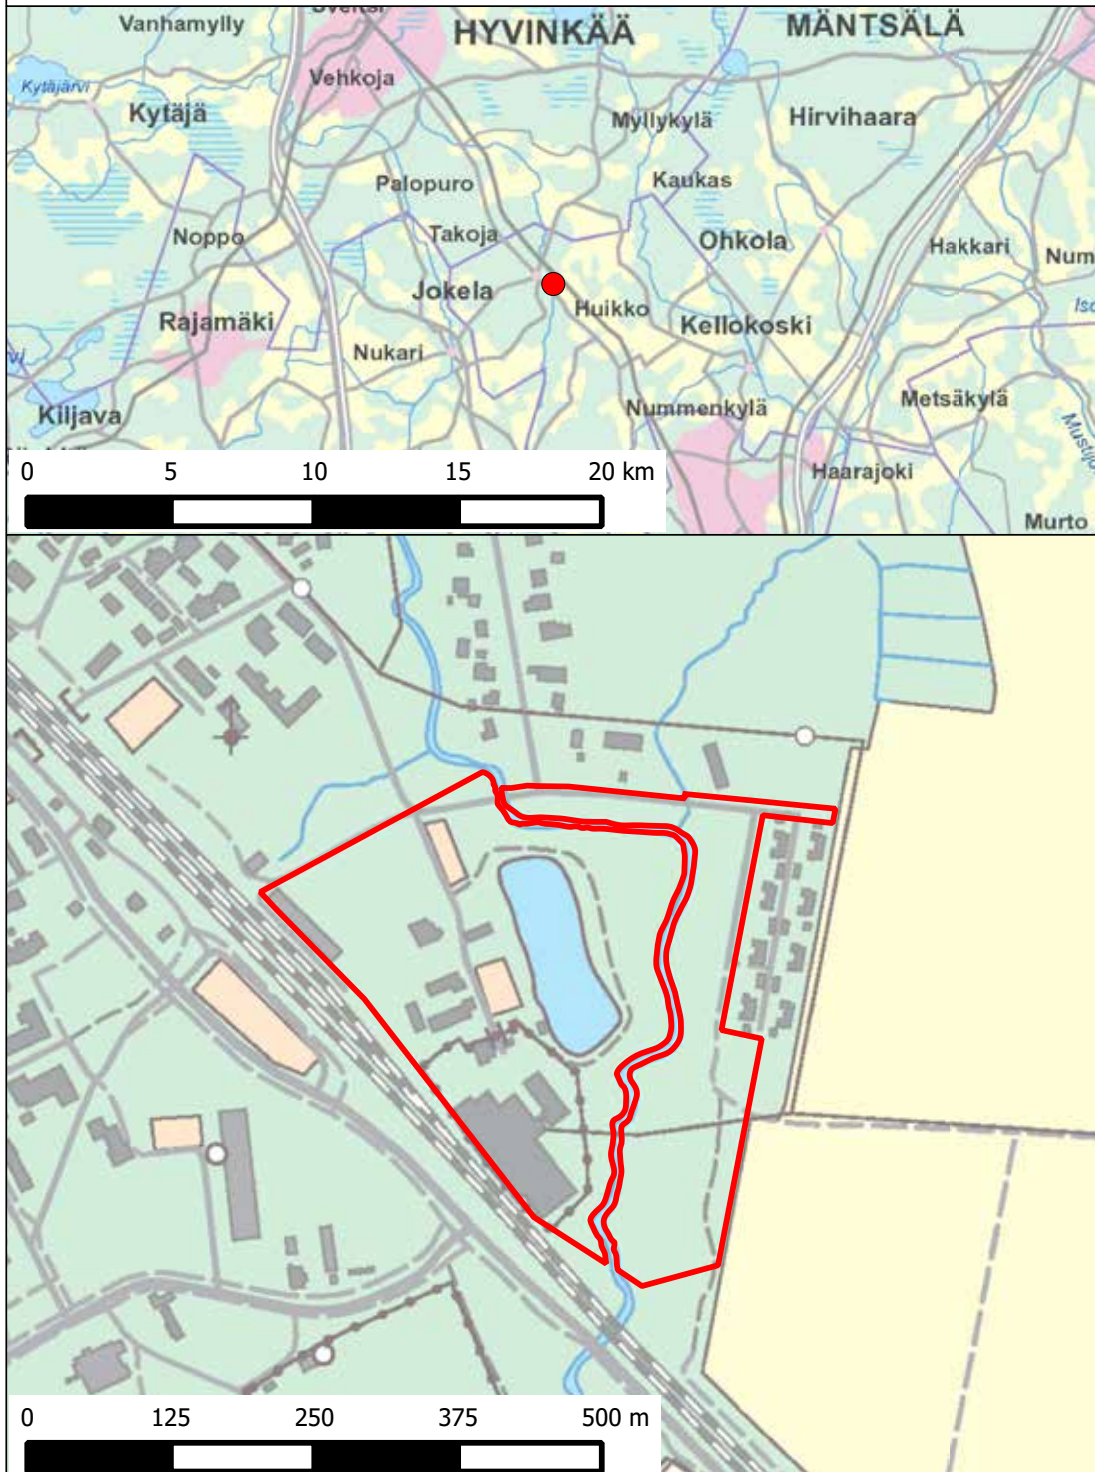 Vanhamylly
HYVINKÄÄ
MÄNTSÄLÄ
Vehkoja
Kytäjärvi
Kytäjä
Myllykylä
Hirvihaara
Palopuro
Kaukas
Noppo
Takoja
Ohkola
Hakkari
Num
Jokela
Huikko
Rajamäki
Kellokoski
Nukari
Kiljava
Nummenkylä
Metsäkylä
Haarajoki
Murto
0 5 10 15 20 km
0 125 250 375 500 m